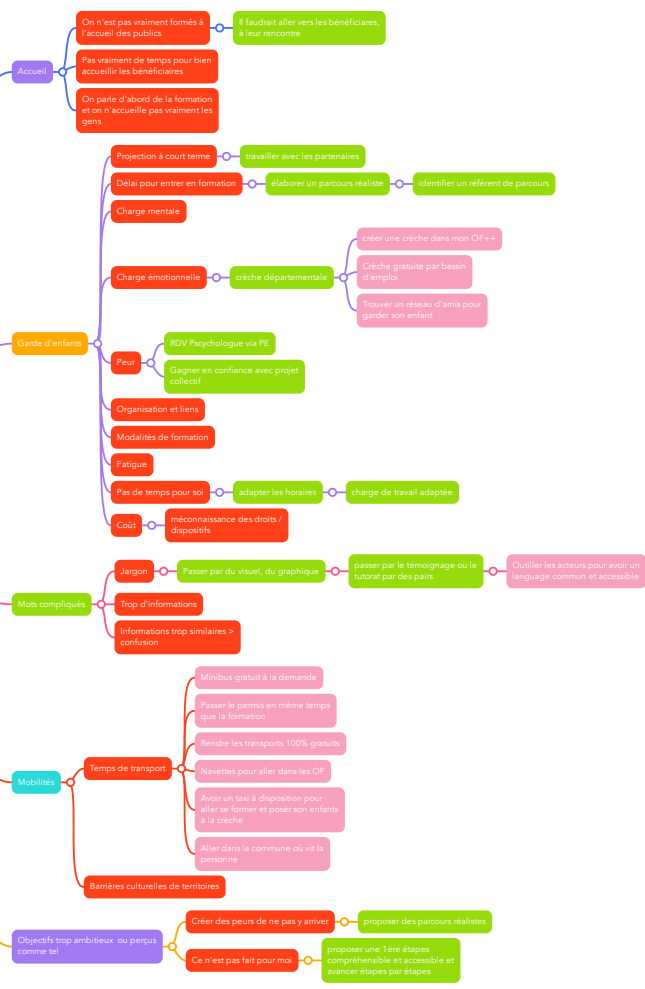 On n'est pas vraiment formés à
l'accueil des publics
Il faudrait aller vers les bénéficiaires,
à leur rencontre
Accueil
Pas vraiment de temps pour bien
accueillir les bénéficiaires
On parle d'abord de la formation
et on n'accueille pas vraiment les
gens
Projection à court terme
travailler avec les partenaires
Délai pour entrer en formation
élaborer un parcours réaliste
identifier un référent de parcours
Charge mentale
Charge émotionnelle
crèche départementale
créer une crèche dans mon OF++
Crèche gratuite par bassin
d'emploi
Trouver un réseau d'amis pour
garder son enfant
Garde d'enfants
Peur
RDV Pscychologue via PE
Gagner en confiance avec projet
collectif
Organisation et liens
Modalités de formation
Fatigue
Pas de temps pour soi
adapter les horaires
charge de travail adaptée
Coût
méconnaissance des droits /
dispositifs
Mots compliqués
Jargon
Passer par du visuel, du graphique
passer par le témoignage ou le
tutorat par des pairs
Outiller les acteurs pour avoir un
language commun et accessible
Trop d'informations
Informations trop similaires >
confusion
Mobilités
Temps de transport
Minibus gratuit à la demande
Passer le permis en même temps
que la formation
Rendre les transports 100% gratuits
Navettes pour aller dans les OF
Avoir un taxi à disposition pour
aller se former et poser son enfants
à la crèche
Aller dans la commune où vit la
personne
Barrières culturelles de territoires
Objectifs trop ambitieux ou perçus
comme tel
Créer des peurs de ne pas y arriver
proposer des parcours réalistes
Ce n'est pas fait pour moi
proposer une 1ère étapes
compréhensible et accessible et
avancer étapes par étapes